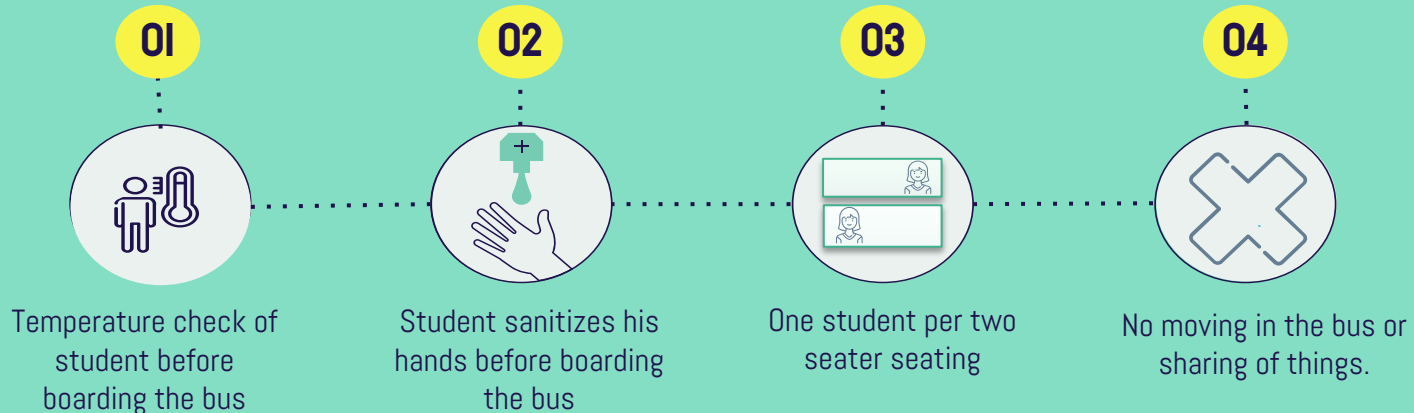 01
Temperature check of
student before
boarding the bus
02
Student sanitizes his
hands before boarding
the bus
03
One student per two
seater seating
04
No moving in the bus or
sharing of things.